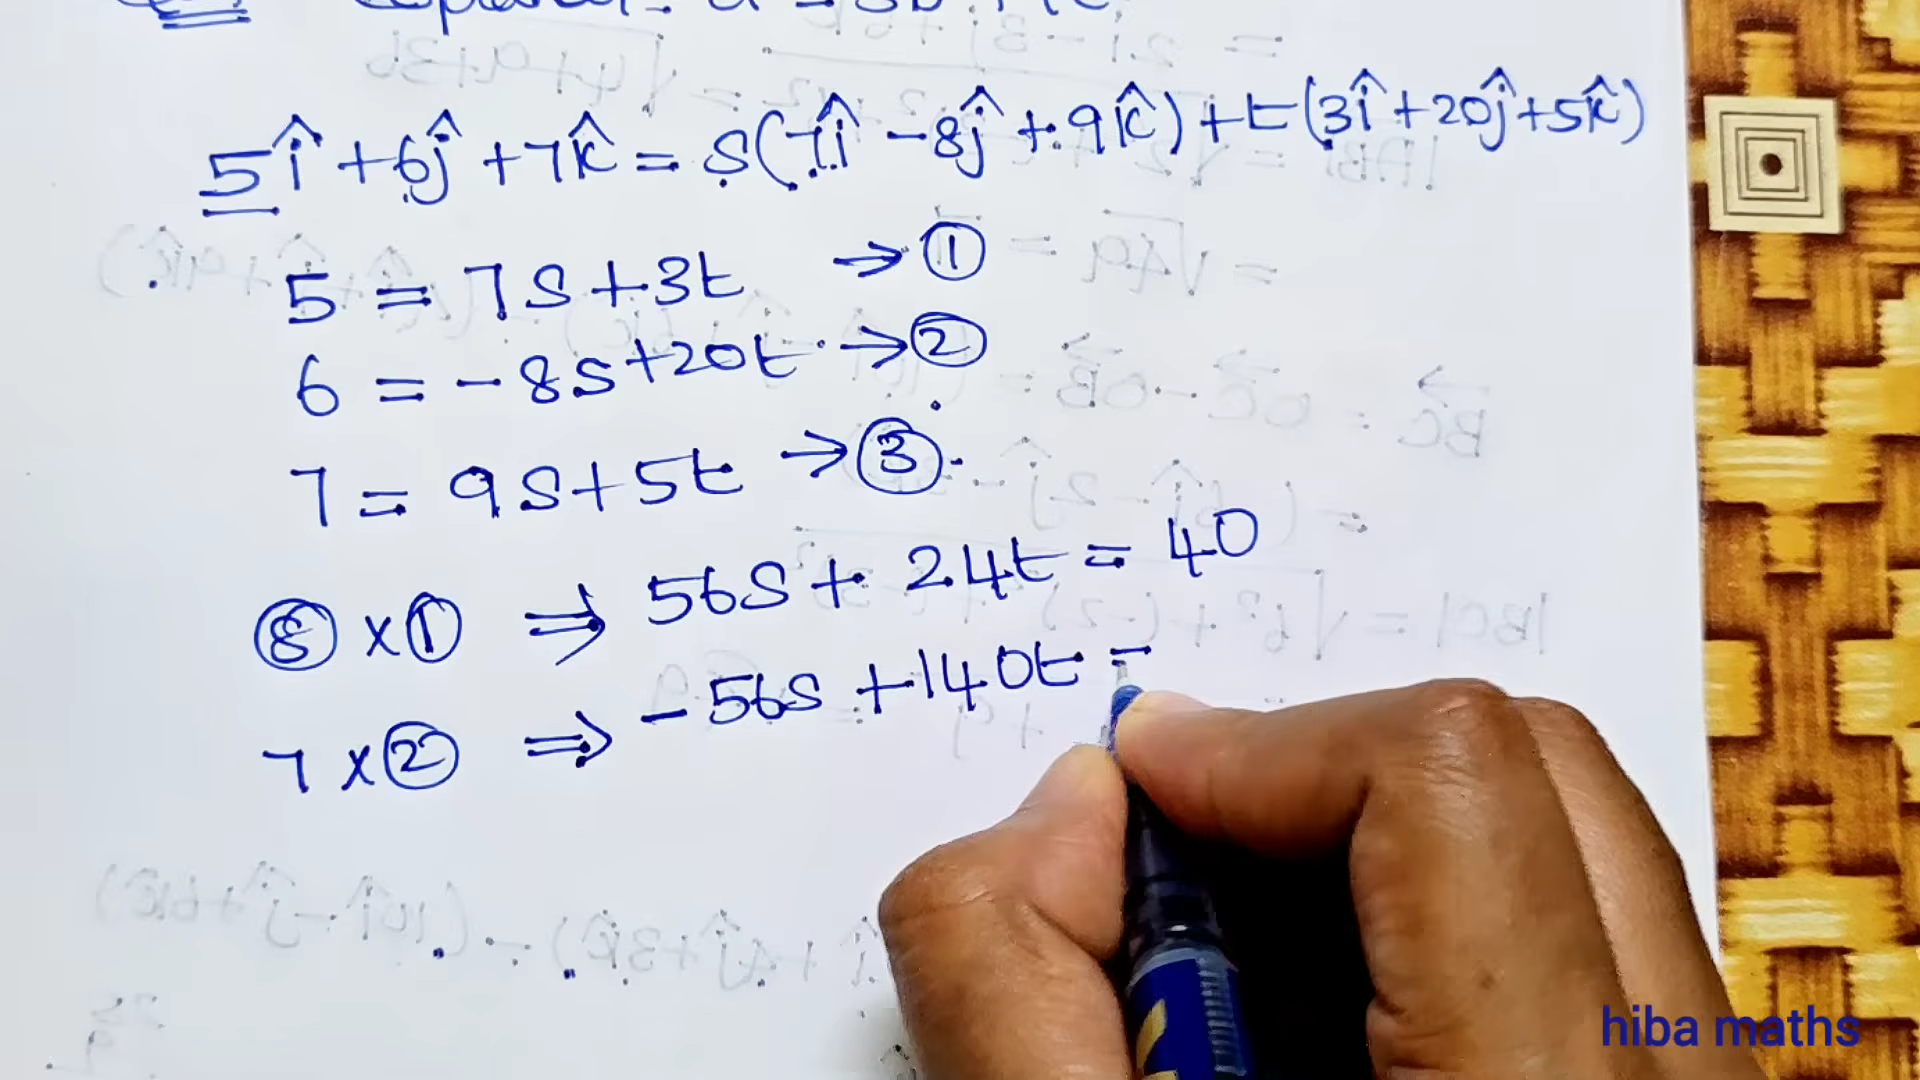 5î + 6ĵ + 7k̂ = s(7î - 8ĵ + 9k̂) + t(3î + 20ĵ + 5k̂)
5 = 7s + 3t → ①
6 = -8s + 20t → ②
7 = 9s + 5t → ③
⑧ × ① ⇒ 56s + 24t = 40
7 × ② ⇒ -56s + 140t =
hiba maths